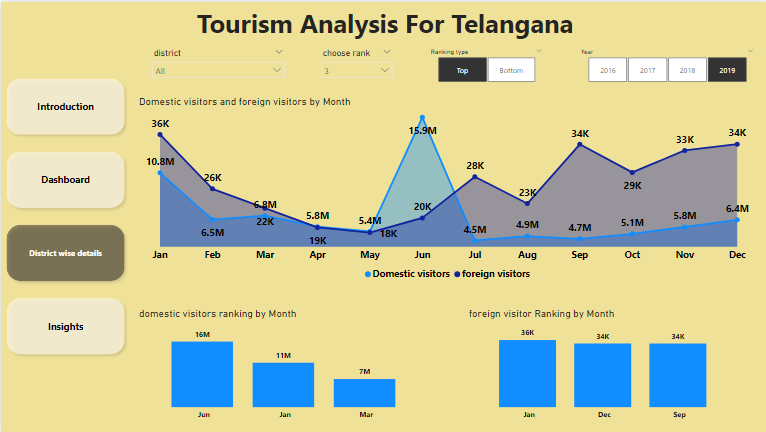 Tourism Analysis For Telangana
district
All
choose rank
3
Ranking type
Top
Bottom
Year
2016
2017
2018
2019
Introduction
Dashboard
District wise details
Insights
Domestic visitors and foreign visitors by Month
36K
26K
22K
19K
18K
20K
28K
23K
34K
29K
33K
34K
10.8M
6.5M
6.8M
5.8M
5.4M
15.9M
4.5M
4.9M
4.7M
5.1M
5.8M
6.4M
Jan Feb Mar Apr May Jun Jul Aug Sep Oct Nov Dec
Domestic visitors foreign visitors
domestic visitors ranking by Month
16M
11M
7M
Jun Jan Mar
foreign visitor Ranking by Month
36K
34K
34K
Jan Dec Sep